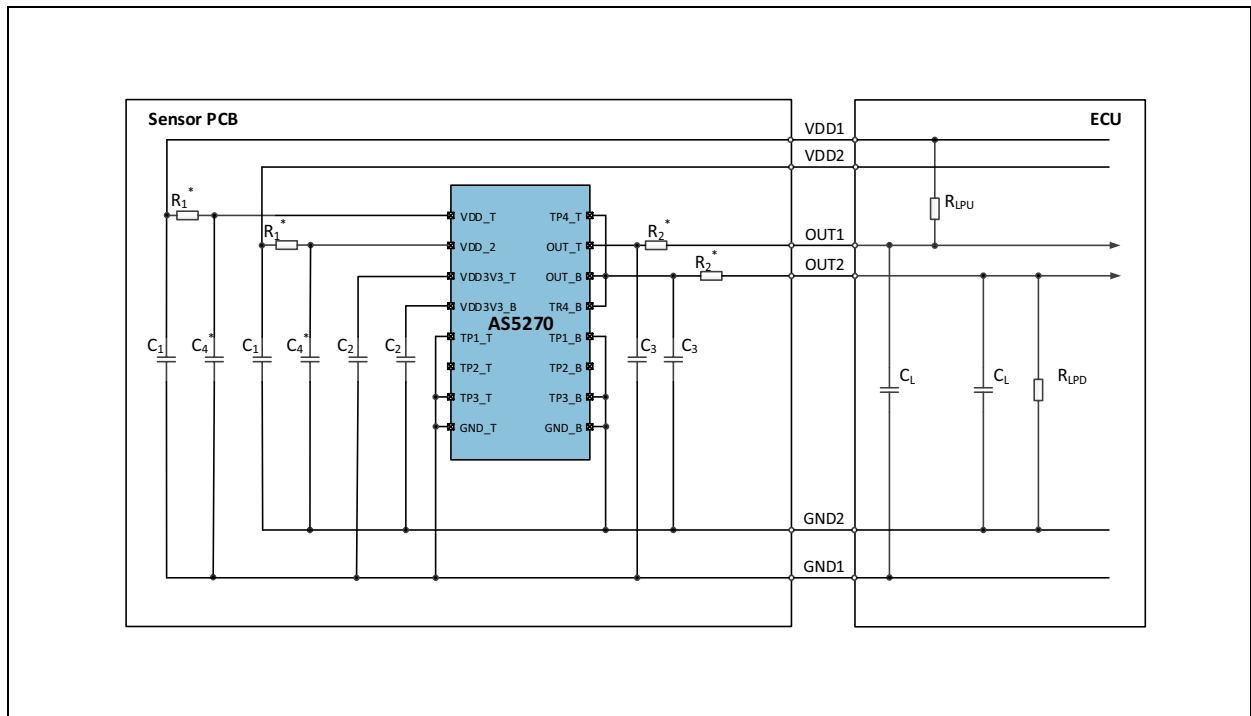 Sensor PCB
ECU
VDD1
VDD2
R1*
R1*
RLPU
VDD_T
TP4_T
VDD_2
OUT_T
R2*
OUT1
VDD3V3_T
OUT_B
R2*
OUT2
VDD3V3_B
TR4_B
AS5270
TP1_T
TP1_B
C1
C4*
C1
C4*
C2
C2
C3
C3
TP2_T
TP2_B
CL
CL
RLPD
TP3_T
TP3_B
GND_T
GND_B
GND2
GND1